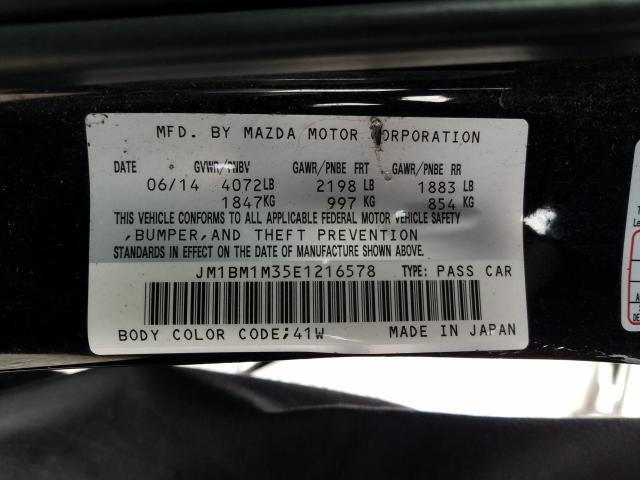 MFD. BY MAZDA MOTOR CORPORATION
DATE GVWR/PNBV GAWR/PNBE FRT GAWR/PNBE RR
06/14 4072LB 2198 LB 1883 LB
1847KG 997 KG 854 KG
THIS VEHICLE CONFORMS TO ALL APPLICABLE FEDERAL MOTOR VEHICLE SAFETY
,BUMPER,AND THEFT PREVENTION
STANDARDS IN EFFECT ON THE DATE OF MANUFACTURE SHOWN ABOVE.
JM1BM1M35E1216578 TYPE: PASS CAR
BODY COLOR CODE;41W MADE IN JAPAN